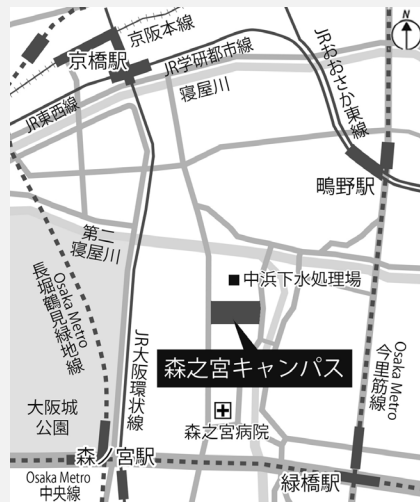 N
京阪本線
京橋駅
JR学研都市線
寝屋川
JR東西線
JRおおさか東線
鴫野駅
第二
寝屋川
中浜下水処理場
Osaka Metro
長堀鶴見緑地線
JR大阪環状線
森之宮キャンパス
Osaka Metro
今里筋線
大阪城
公園
森之宮病院
森ノ宮駅
Osaka Metro
中央線
緑橋駅